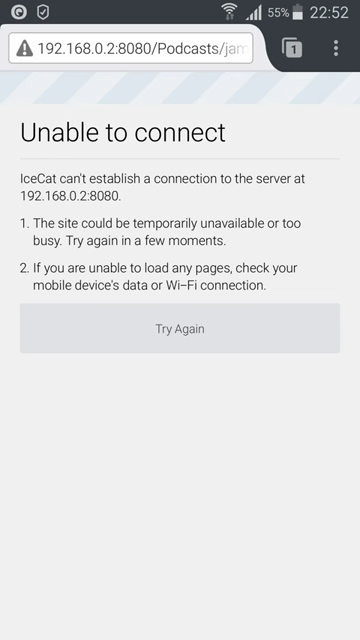 55% 22:52
192.168.0.2:8080/Podcasts/jam
1
Unable to connect
IceCat can't establish a connection to the server at
192.168.0.2:8080.
1. The site could be temporarily unavailable or too
busy. Try again in a few moments.
2. If you are unable to load any pages, check your
mobile device's data or Wi-Fi connection.
Try Again